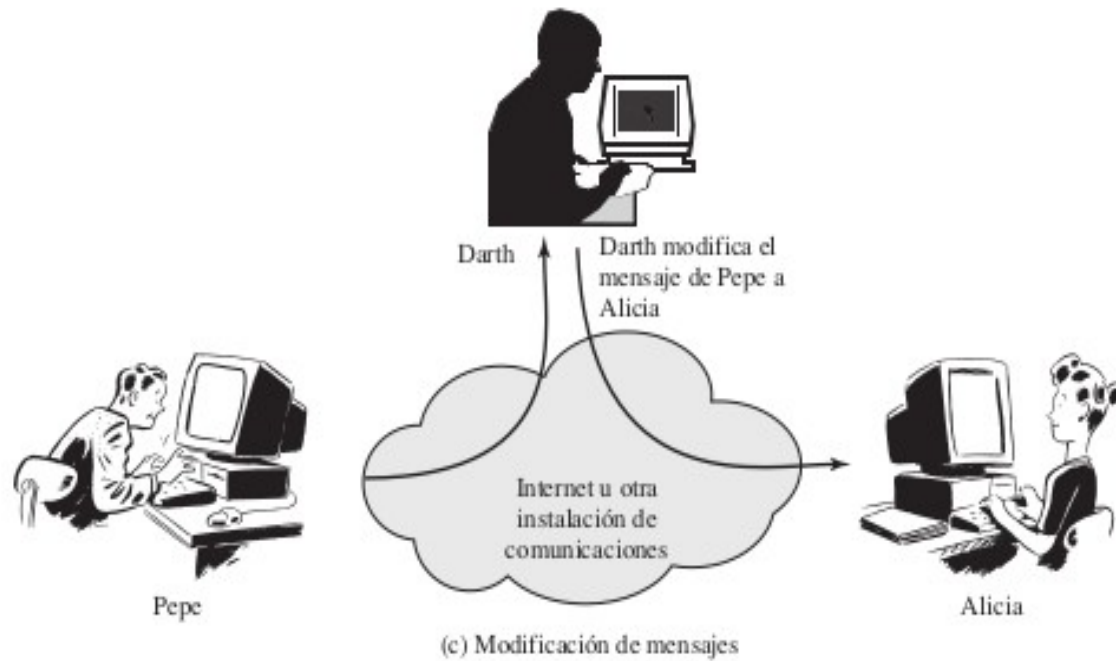 Darth
Darth modifica el
mensaje de Pepe a
Alicia
Internet u otra
instalación de
comunicaciones
Pepe
Alicia
(c) Modificación de mensajes